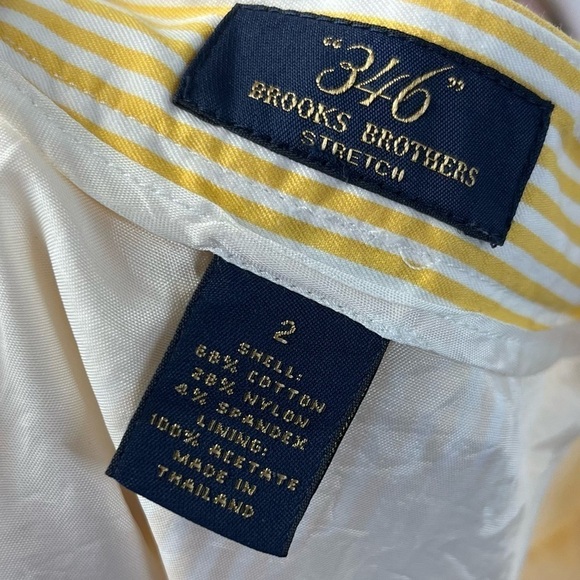 "346"
BROOKS BROTHERS
STRETCH
2
SHELL:
68% COTTON
28% NYLON
4% SPANDEX
LINING:
100% ACETATE
MADE IN
THAILAND